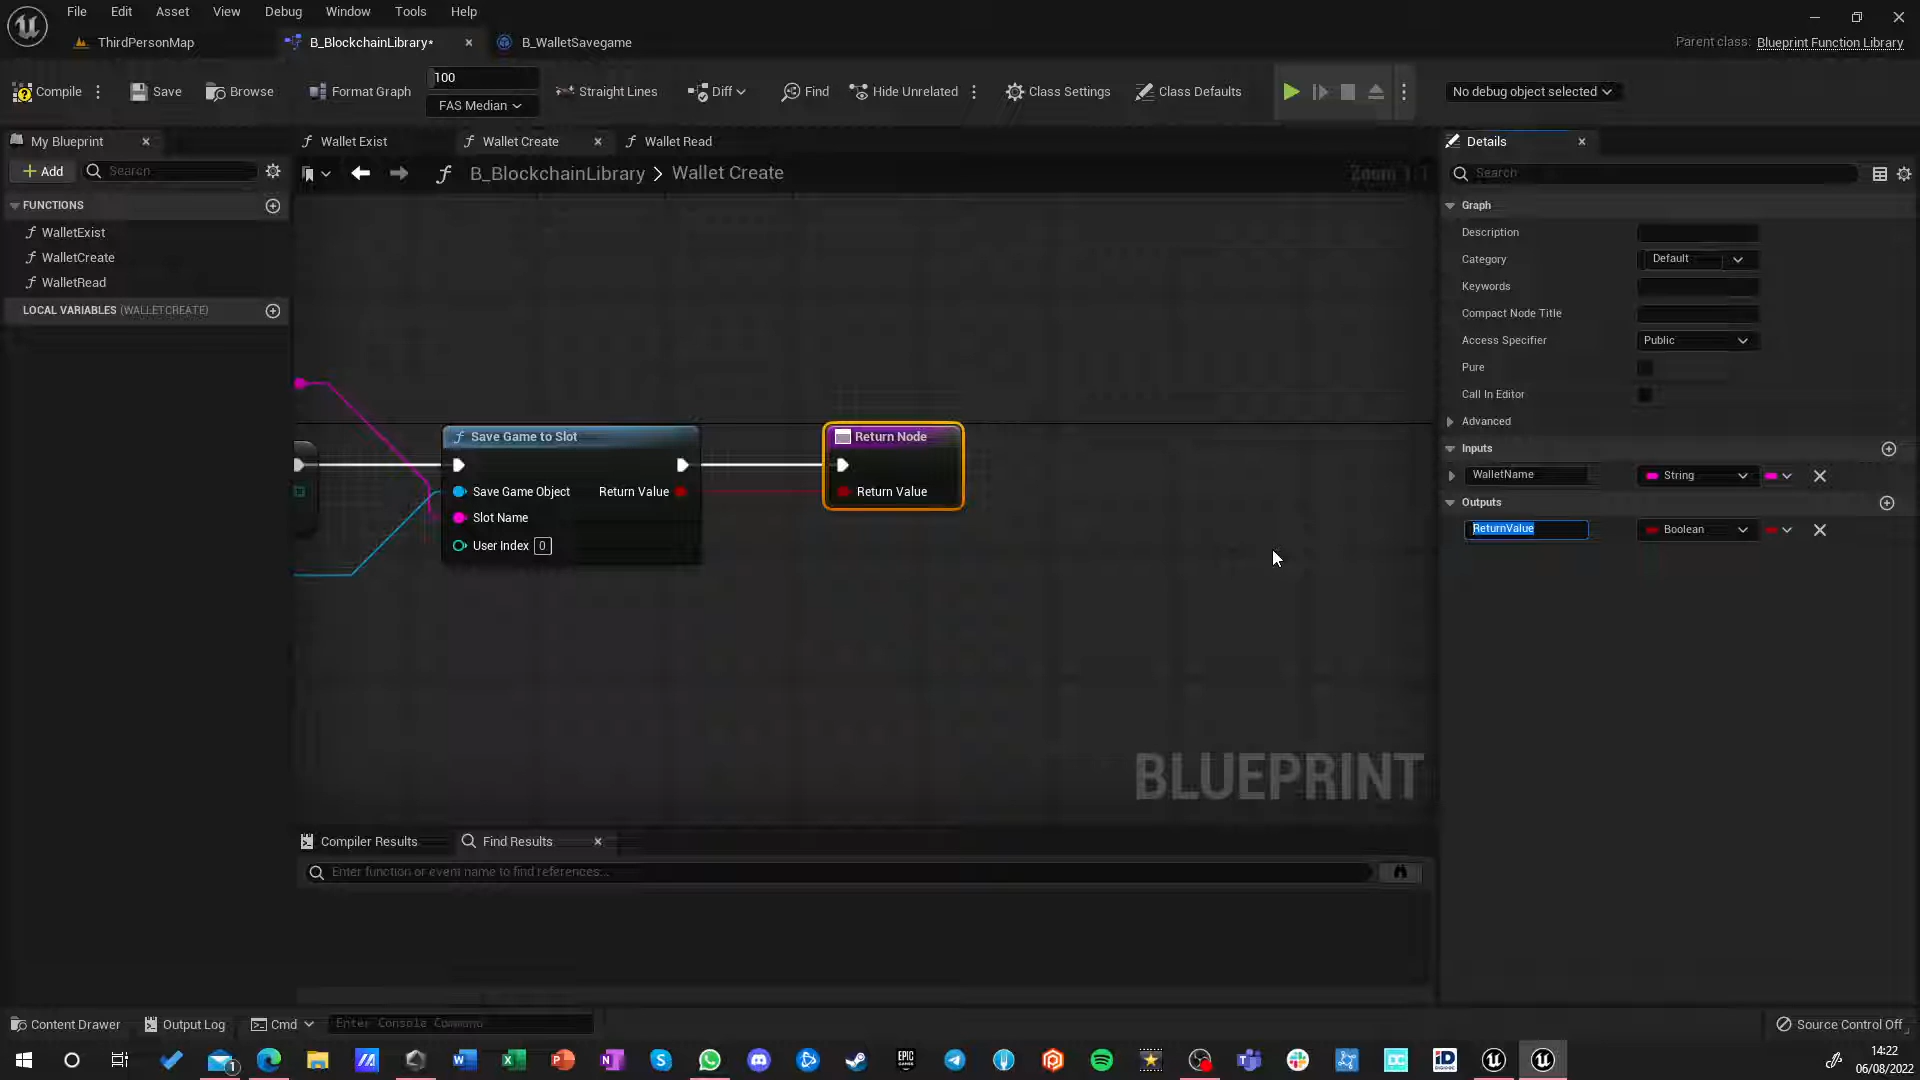 File Edit Asset View Debug Window Tools Help
ThirdPersonMap
B_BlockchainLibrary*
B_WalletSavegame
Parent class: Blueprint Function Library
Compile
Save
Browse
Format Graph
100
FAS Median
Straight Lines
Diff
Find
Hide Unrelated
Class Settings
Class Defaults
No debug object selected
My Blueprint
Wallet Exist
Wallet Create
Wallet Read
Details
Add
Search
B_BlockchainLibrary > Wallet Create
Zoom 1:1
Search
FUNCTIONS
WalletExist
WalletCreate
WalletRead
LOCAL VARIABLES (WALLETCREATE)
Save Game to Slot
Save Game Object
Return Value
Slot Name
User Index 0
Return Node
Return Value
BLUEPRINT
Graph
Description
Category Default
Keywords
Compact Node Title
Access Specifier Public
Pure
Call In Editor
Advanced
Inputs
WalletName String
Outputs
ReturnValue Boolean
Compiler Results
Find Results
Enter function or event name to find references...
Content Drawer
Output Log
Cmd
Enter Console Command
Source Control Off
14:22
06/08/2022